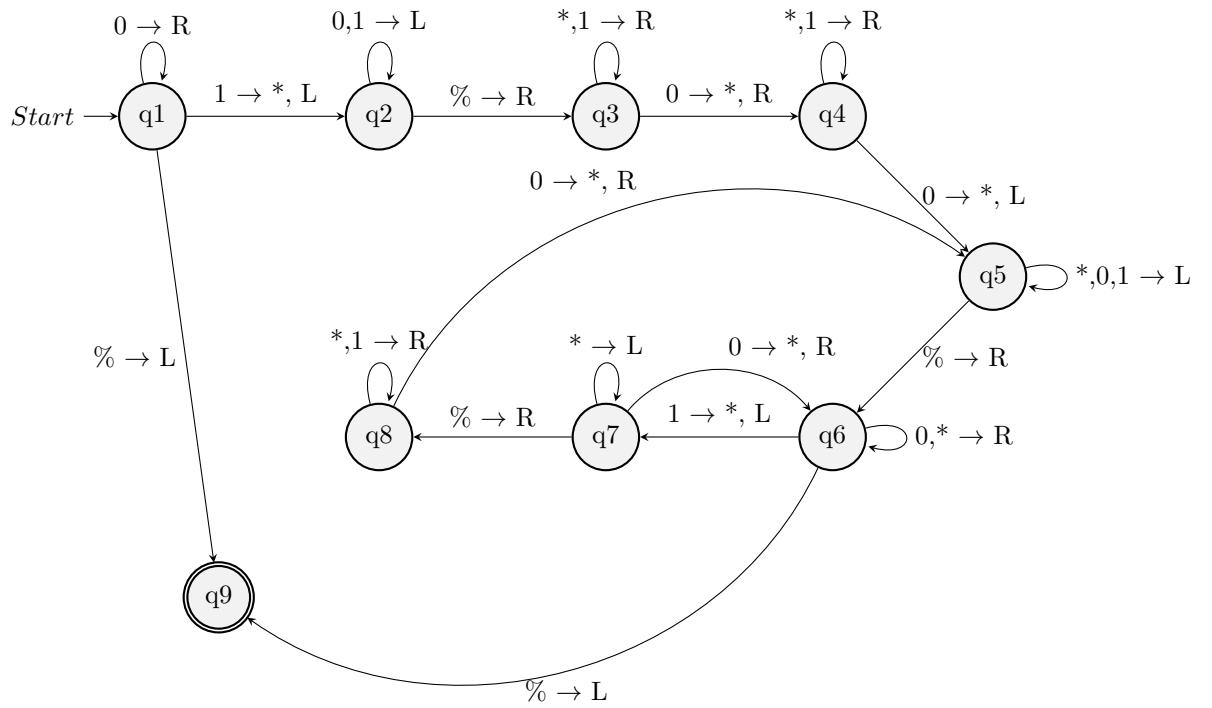 0 → R
0,1 → L
*,1 → R
*,1 → R
Start
q1
1 → *, L
q2
% → R
q3
0 → *, R
q4
0 → *, R
0 → *, L
q5
*,0,1 → L
% → L
*,1 → R
* → L
0 → *, R
% → R
q8
% → R
q7
1 → *, L
q6
0,* → R
q9
% → L